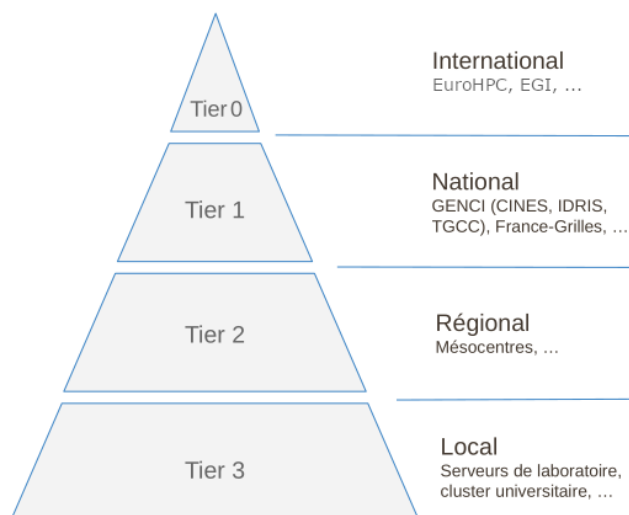 Tier 0
International
EuroHPC, EGI, ...
Tier 1
National
GENCI (CINES, IDRIS,
TGCC), France-Grilles, ...
Tier 2
Régional
Mésocentres, ...
Tier 3
Local
Serveurs de laboratoire,
cluster universitaire, ...